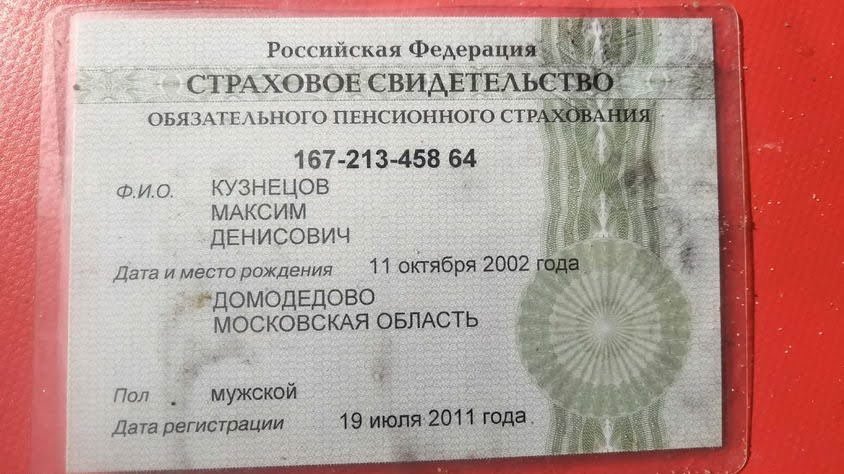 Российская Федерация
СТРАХОВОЕ СВИДЕТЕЛЬСТВО
ОБЯЗАТЕЛЬНОГО ПЕНСИОННОГО СТРАХОВАНИЯ
167-213-458 64
Ф.И.О. КУЗНЕЦОВ
МАКСИМ
ДЕНИСОВИЧ
Дата и место рождения 11 октября 2002 года
ДОМОДЕДОВО
МОСКОВСКАЯ ОБЛАСТЬ
Пол мужской
Дата регистрации 19 июля 2011 года